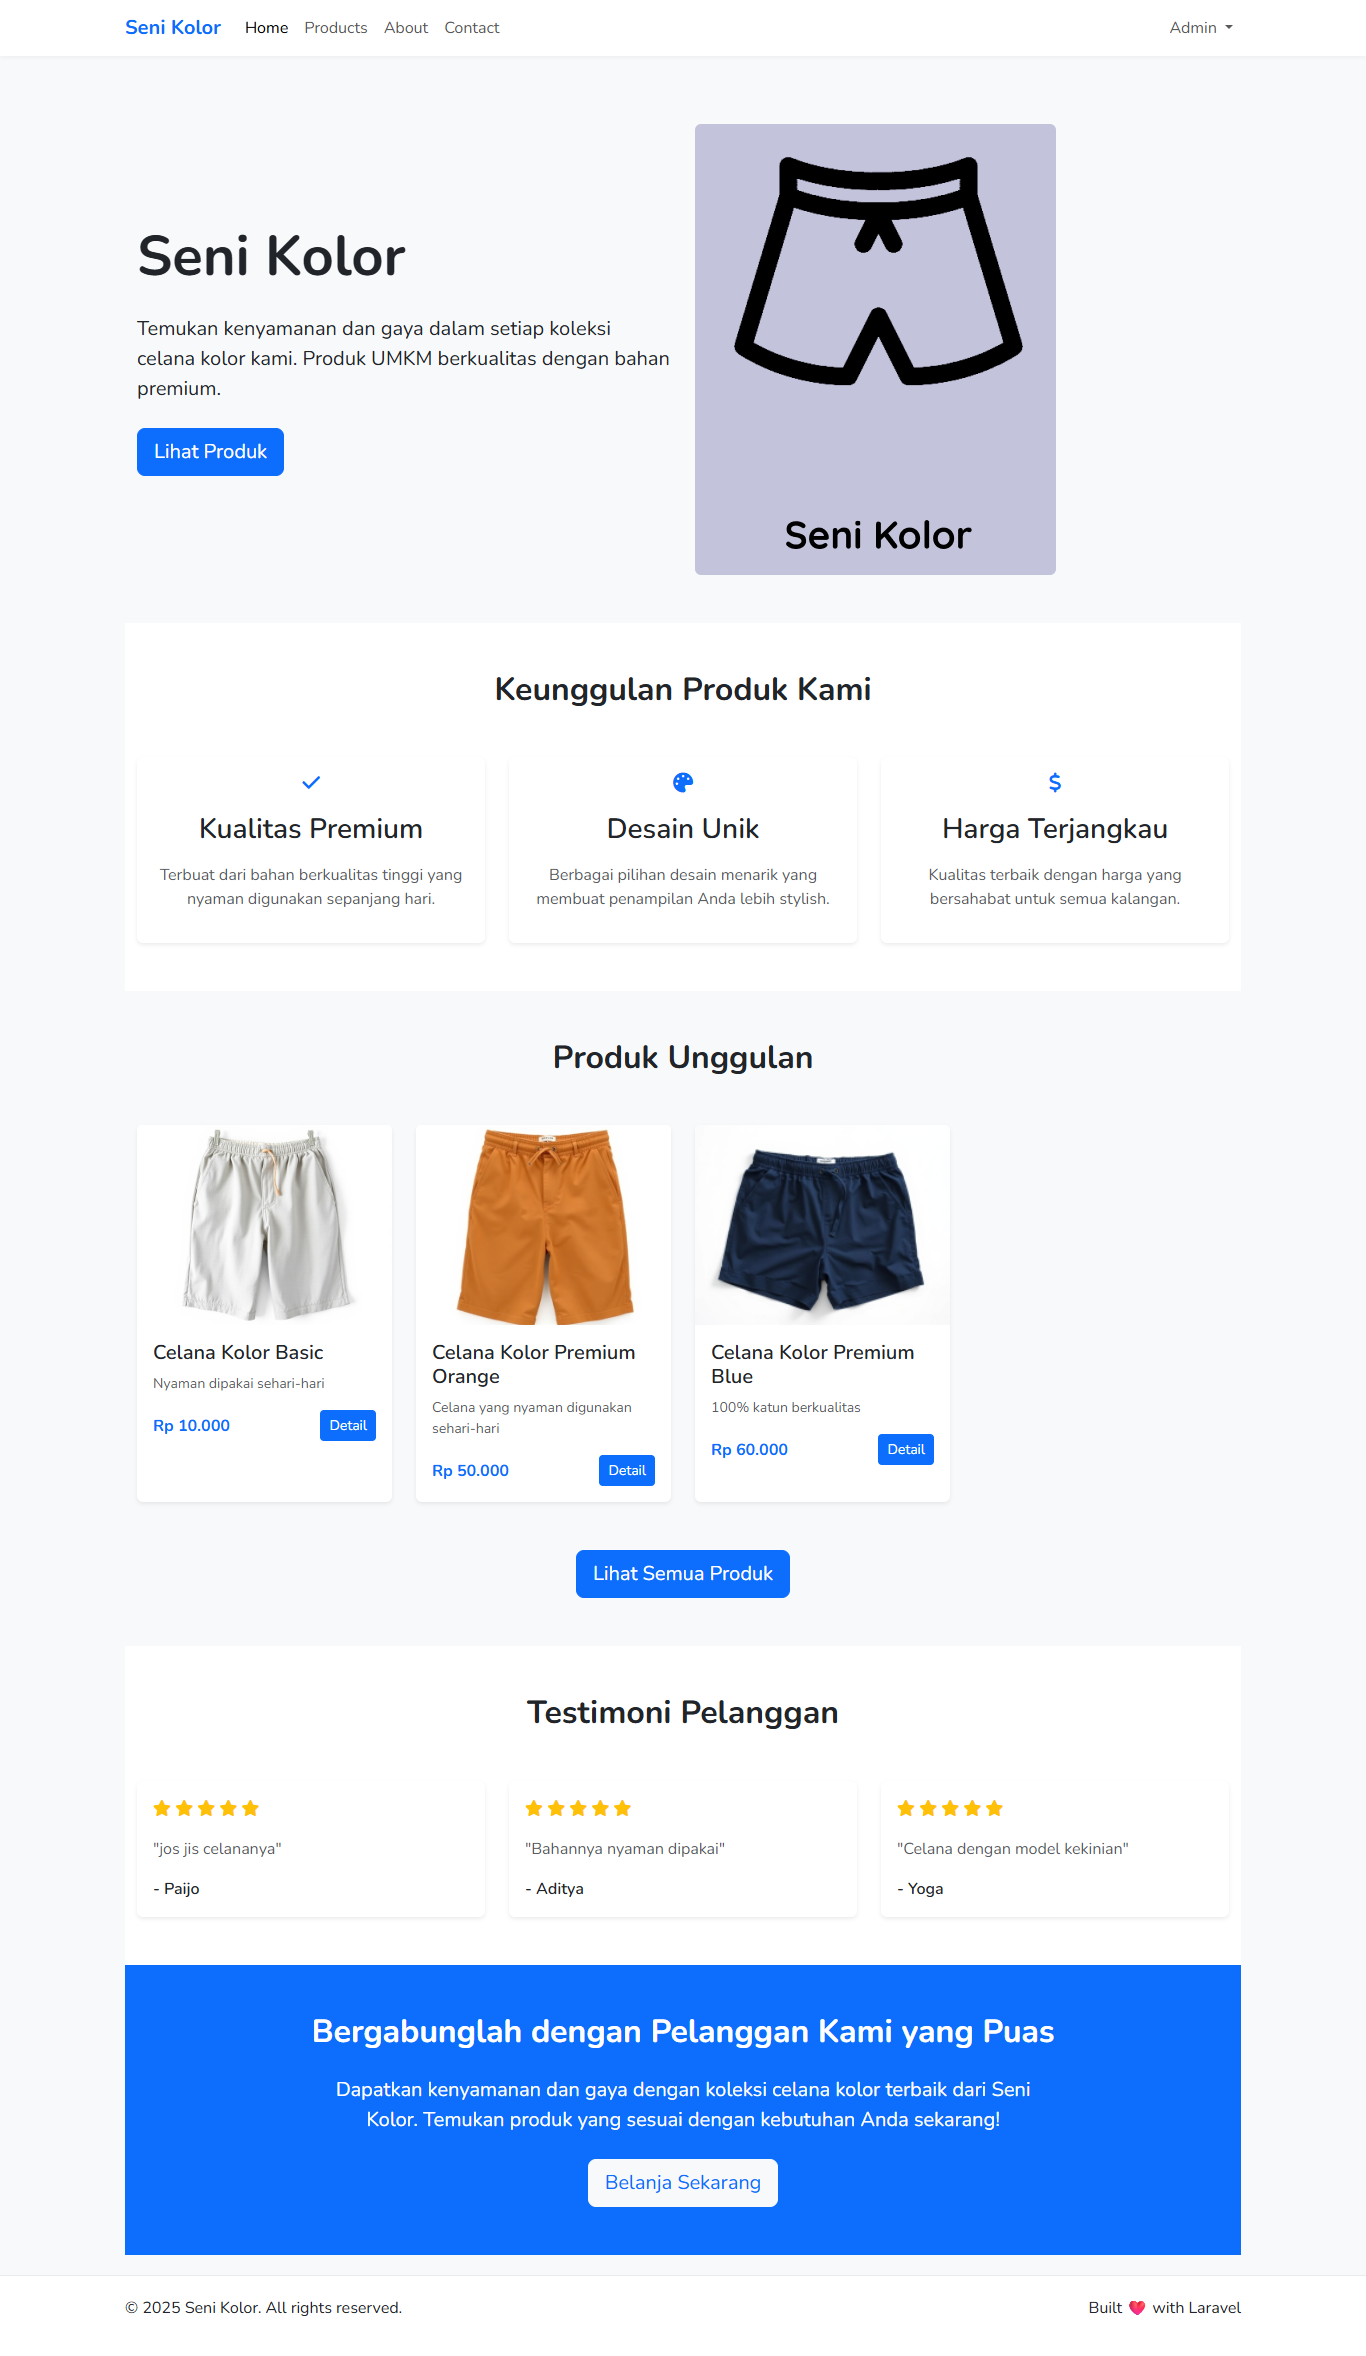 Seni Kolor Home Products About Contact Admin
Seni Kolor
Temukan kenyamanan dan gaya dalam setiap koleksi
celana kolor kami. Produk UMKM berkualitas dengan bahan
premium.
Lihat Produk
Seni Kolor
Keunggulan Produk Kami
Kualitas Premium
Terbuat dari bahan berkualitas tinggi yang
nyaman digunakan sepanjang hari.
Desain Unik
Berbagai pilihan desain menarik yang
membuat penampilan Anda lebih stylish.
Harga Terjangkau
Kualitas terbaik dengan harga yang
bersahabat untuk semua kalangan.
Produk Unggulan
Celana Kolor Basic
Nyaman dipakai sehari-hari
Rp 10.000 Detail
Celana Kolor Premium
Orange
Celana yang nyaman digunakan
sehari-hari
Rp 50.000 Detail
Celana Kolor Premium
Blue
100% katun berkualitas
Rp 60.000 Detail
Lihat Semua Produk
Testimoni Pelanggan
"jos jis celananya"
- Paijo
"Bahannya nyaman dipakai"
- Aditya
"Celana dengan model kekinian"
- Yoga
Bergabunglah dengan Pelanggan Kami yang Puas
Dapatkan kenyamanan dan gaya dengan koleksi celana kolor terbaik dari Seni
Kolor. Temukan produk yang sesuai dengan kebutuhan Anda sekarang!
Belanja Sekarang
© 2025 Seni Kolor. All rights reserved. Built ❤️ with Laravel